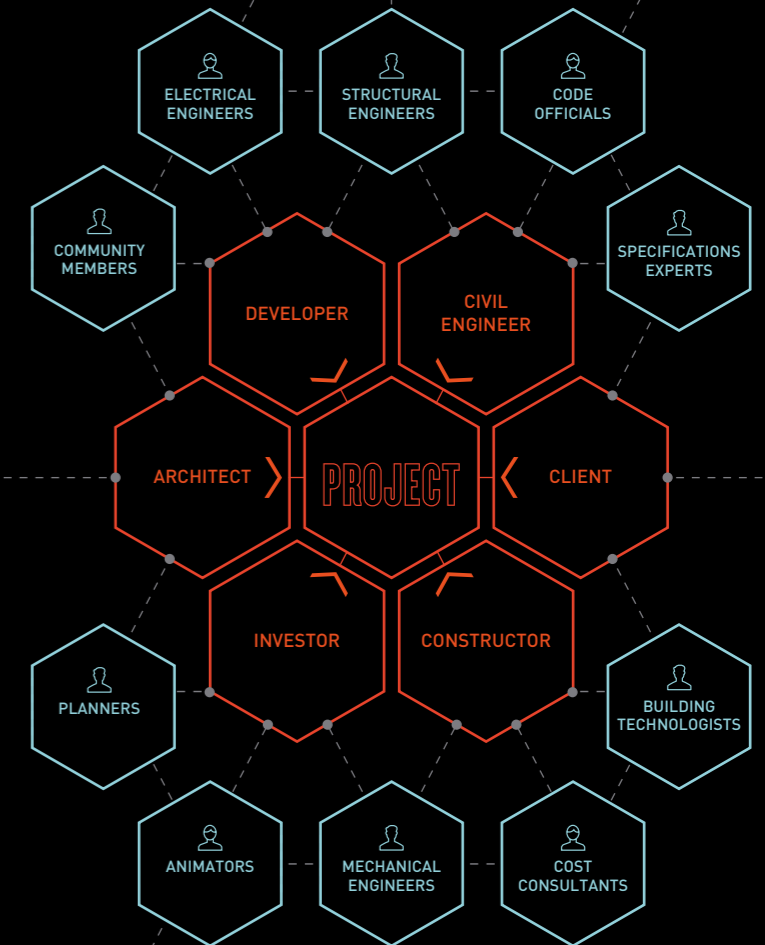 ELECTRICAL
ENGINEERS
STRUCTURAL
ENGINEERS
CODE
OFFICIALS
COMMUNITY
MEMBERS
SPECIFICATIONS
EXPERTS
DEVELOPER
CIVIL
ENGINEER
ARCHITECT
PROJECT
CLIENT
INVESTOR
CONSTRUCTOR
PLANNERS
BUILDING
TECHNOLOGISTS
ANIMATORS
MECHANICAL
ENGINEERS
COST
CONSULTANTS